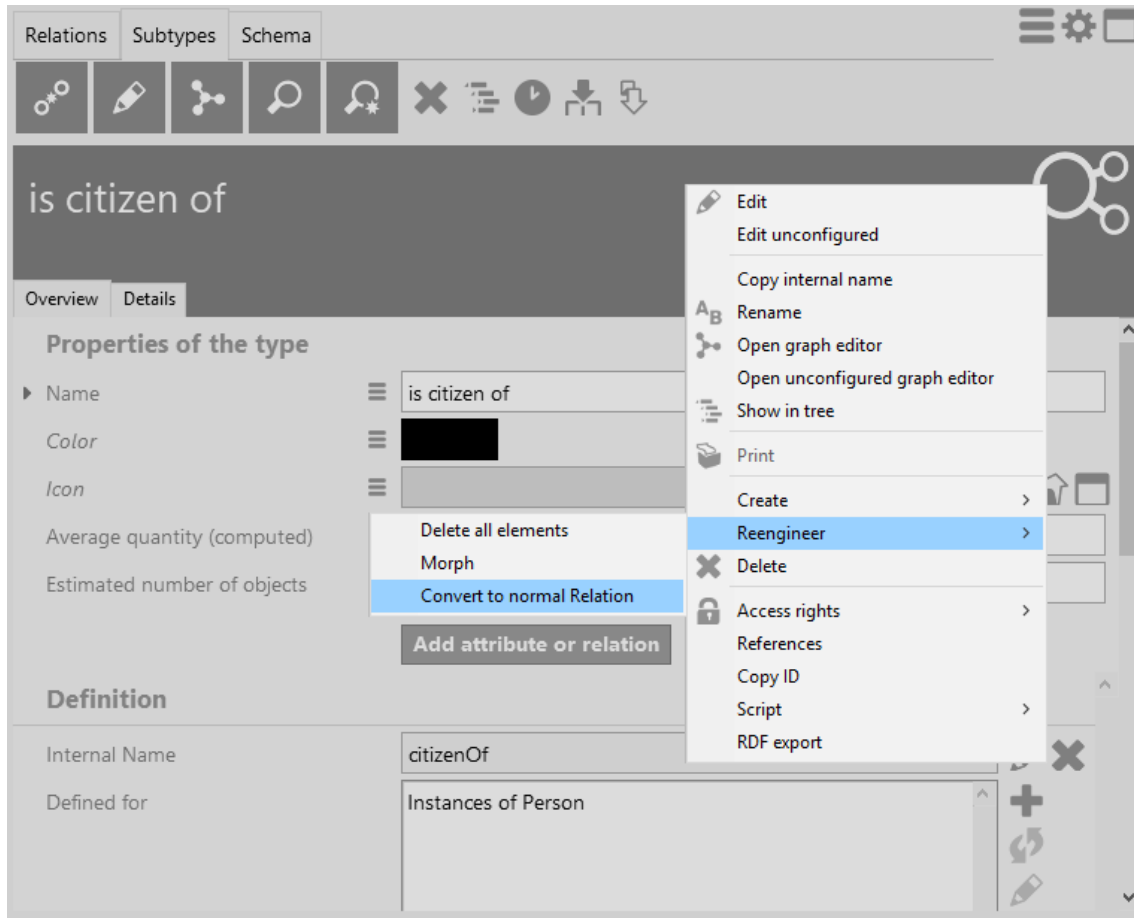 Relations Subtypes Schema
is citizen of
Overview Details
Properties of the type
Name is citizen of
Color
Icon
Average quantity (computed)
Estimated number of objects
Add attribute or relation
Definition
Internal Name citizenOf
Defined for Instances of Person
Edit
Edit unconfigured
Copy internal name
AB Rename
Open graph editor
Open unconfigured graph editor
Show in tree
Print
Create
Reengineer
Delete
Access rights
References
Copy ID
Script
RDF export
Delete all elements
Morph
Convert to normal Relation